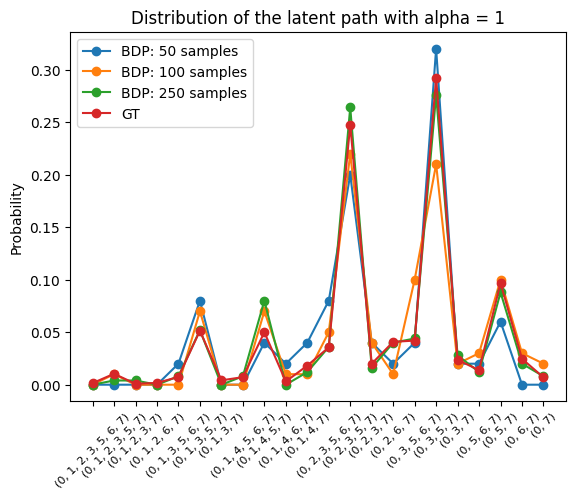 Distribution of the latent path with alpha = 1
BDP: 50 samples
BDP: 100 samples
BDP: 250 samples
GT
Probability
0.30
0.25
0.20
0.15
0.10
0.05
0.00
(0, 1, 2, 3, 5, 6, 7)
(0, 1, 2, 3, 5, 7)
(0, 1, 2, 3, 7)
(0, 1, 2, 6, 7)
(0, 1, 3, 5, 6, 7)
(0, 1, 3, 5, 7)
(0, 1, 3, 7)
(0, 1, 4, 5, 6, 7)
(0, 1, 4, 5, 7)
(0, 1, 4, 6, 7)
(0, 1, 4, 7)
(0, 2, 3, 5, 6, 7)
(0, 2, 3, 5, 7)
(0, 2, 3, 7)
(0, 2, 6, 7)
(0, 3, 5, 6, 7)
(0, 3, 5, 7)
(0, 3, 7)
(0, 5, 6, 7)
(0, 5, 7)
(0, 6, 7)
(0, 7)